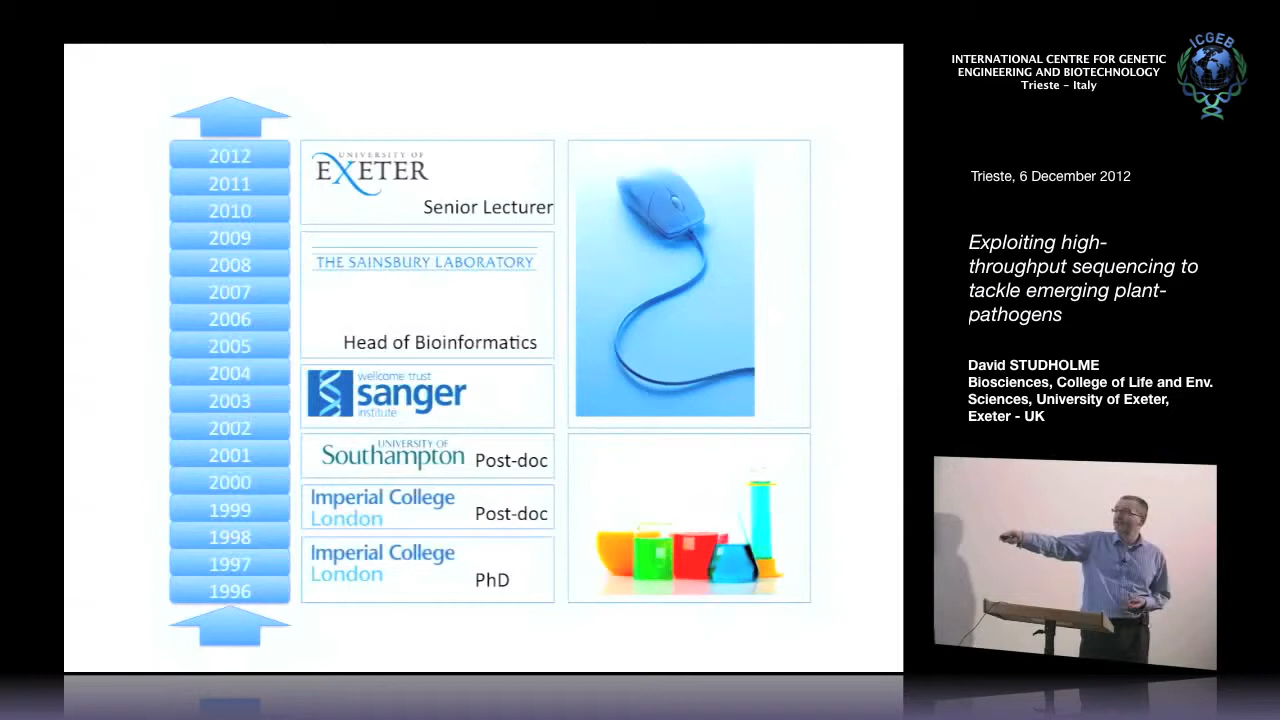 2012
2011
2010
2009
2008
2007
2006
2005
2004
2003
2002
2001
2000
1999
1998
1997
1996
UNIVERSITY OF
EXETER
Senior Lecturer
THE SAINSBURY LABORATORY
Head of Bioinformatics
wellcome trust
sanger
institute
UNIVERSITY OF
Southampton
Post-doc
Imperial College
London
Post-doc
Imperial College
London
PhD
INTERNATIONAL CENTRE FOR GENETIC
ENGINEERING AND BIOTECHNOLOGY
Trieste – Italy
ICGEB
Trieste, 6 December 2012
Exploiting high-
throughput sequencing to
tackle emerging plant-
pathogens
David STUDHOLME
Biosciences, College of Life and Env.
Sciences, University of Exeter,
Exeter - UK